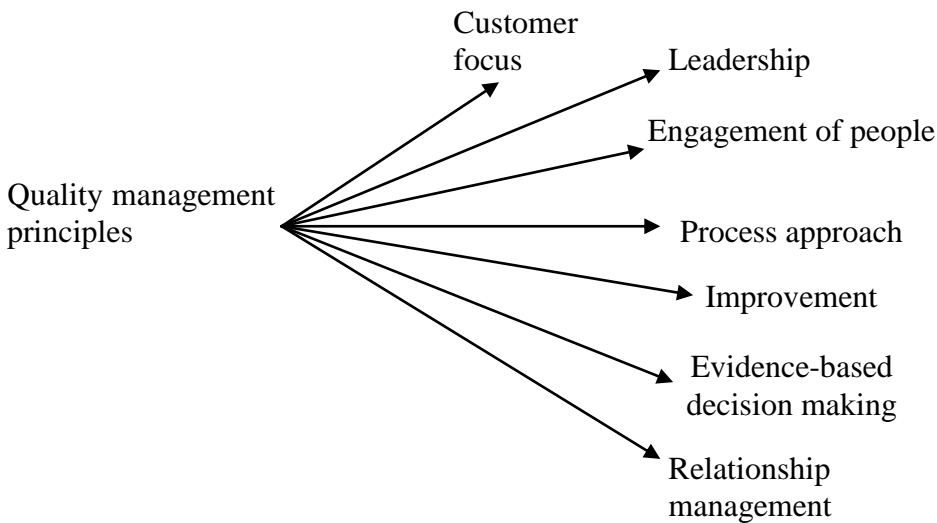 Customer
focus
Leadership
Engagement of people
Quality management
principles
Process approach
Improvement
Evidence-based
decision making
Relationship
management